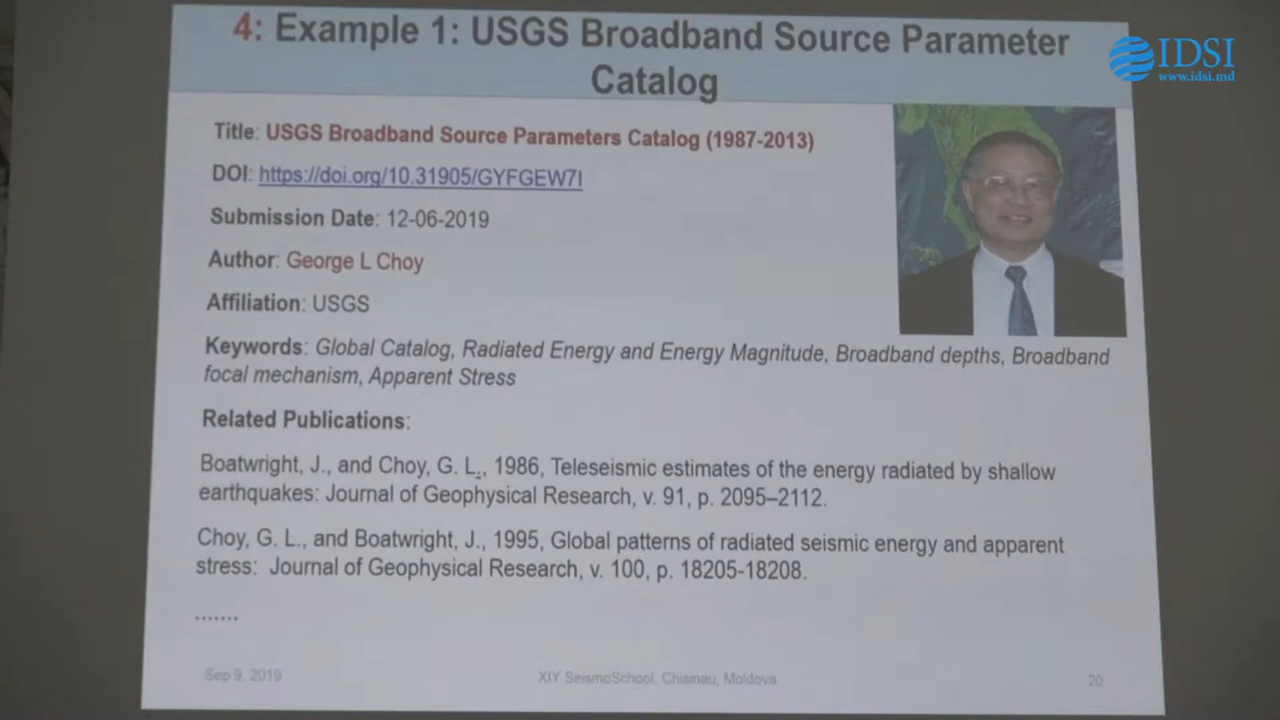 4: Example 1: USGS Broadband Source Parameter
Catalog
IDSI
www.idsi.md
Title: USGS Broadband Source Parameters Catalog (1987-2013)
DOI: https://doi.org/10.31905/GYFGEW7I
Submission Date: 12-06-2019
Author: George L Choy
Affiliation: USGS
Keywords: Global Catalog, Radiated Energy and Energy Magnitude, Broadband depths, Broadband
focal mechanism, Apparent Stress
Related Publications:
Boatwright, J., and Choy, G. L., 1986, Teleseismic estimates of the energy radiated by shallow
earthquakes: Journal of Geophysical Research, v. 91, p. 2095–2112.
Choy, G. L., and Boatwright, J., 1995, Global patterns of radiated seismic energy and apparent
stress: Journal of Geophysical Research, v. 100, p. 18205-18208.
.......
Sep 9, 2019
XIY SeismoSchool, Chisinau, Moldova
20